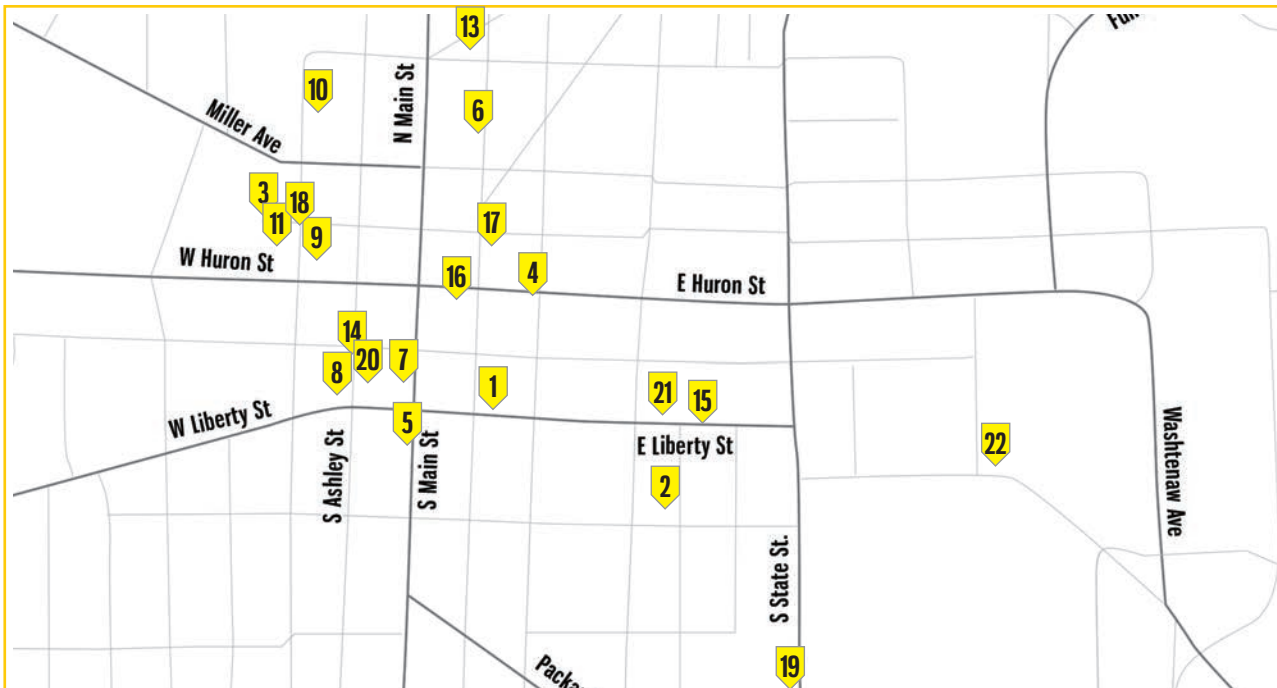 13
10
N Main St
6
Miller Ave
3
18
11
9
17
W Huron St
16
4
E Huron St
14
20
7
8
1
21
15
5
W Liberty St
E Liberty St
22
S Ashley St
S Main St
2
Washtenaw Ave
S State St.
19